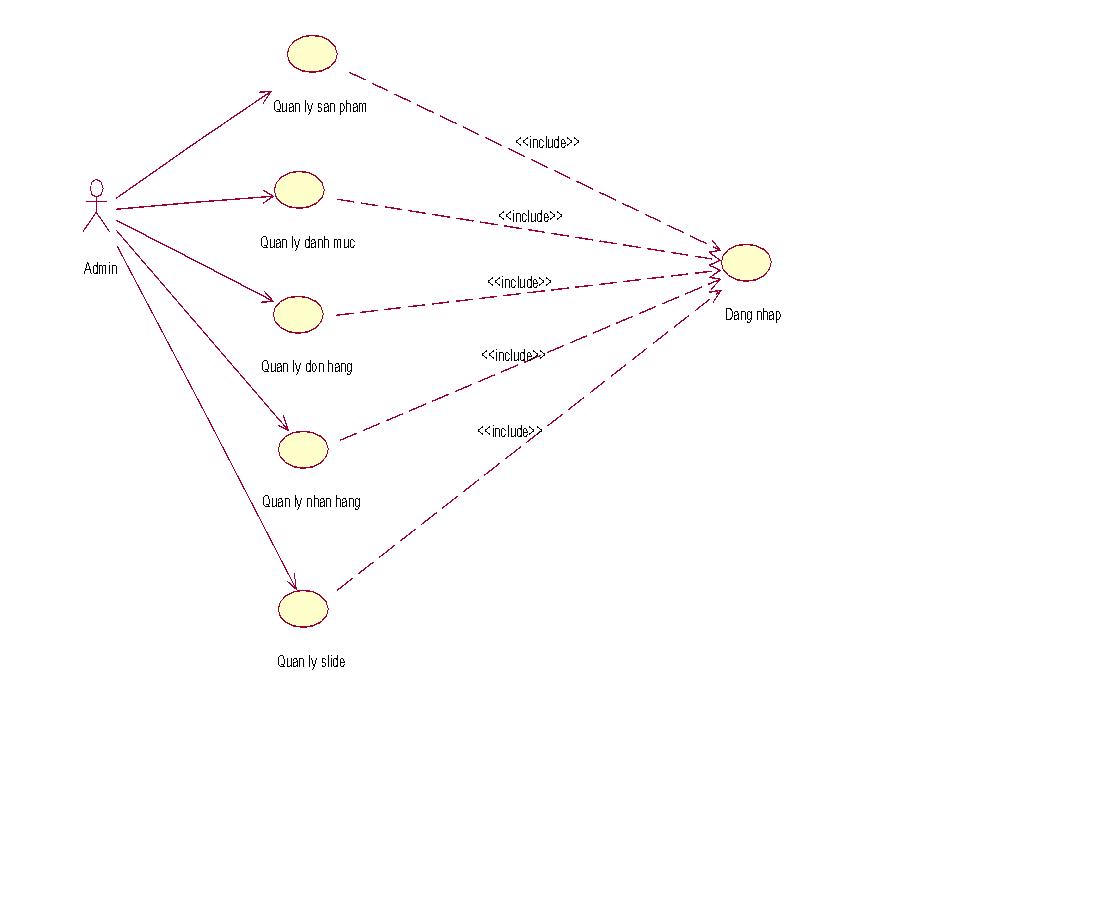 Quan ly san pham
<<include>>
Quan ly danh muc
<<include>>
Admin
<<include>>
Dang nhap
Quan ly don hang
<<include>>
<<include>>
Quan ly nhan hang
Quan ly slide